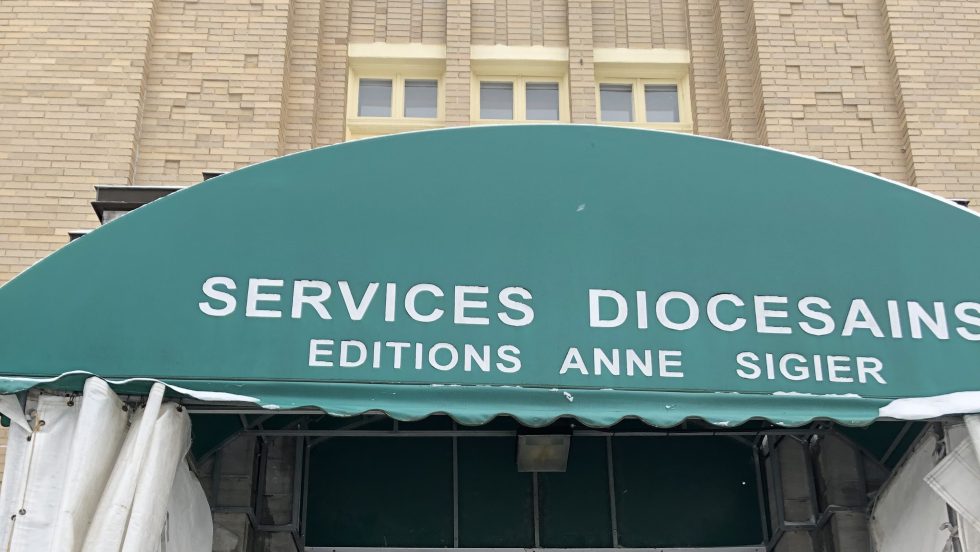 SERVICES DIOCESAINS
EDITIONS ANNE SIGIER